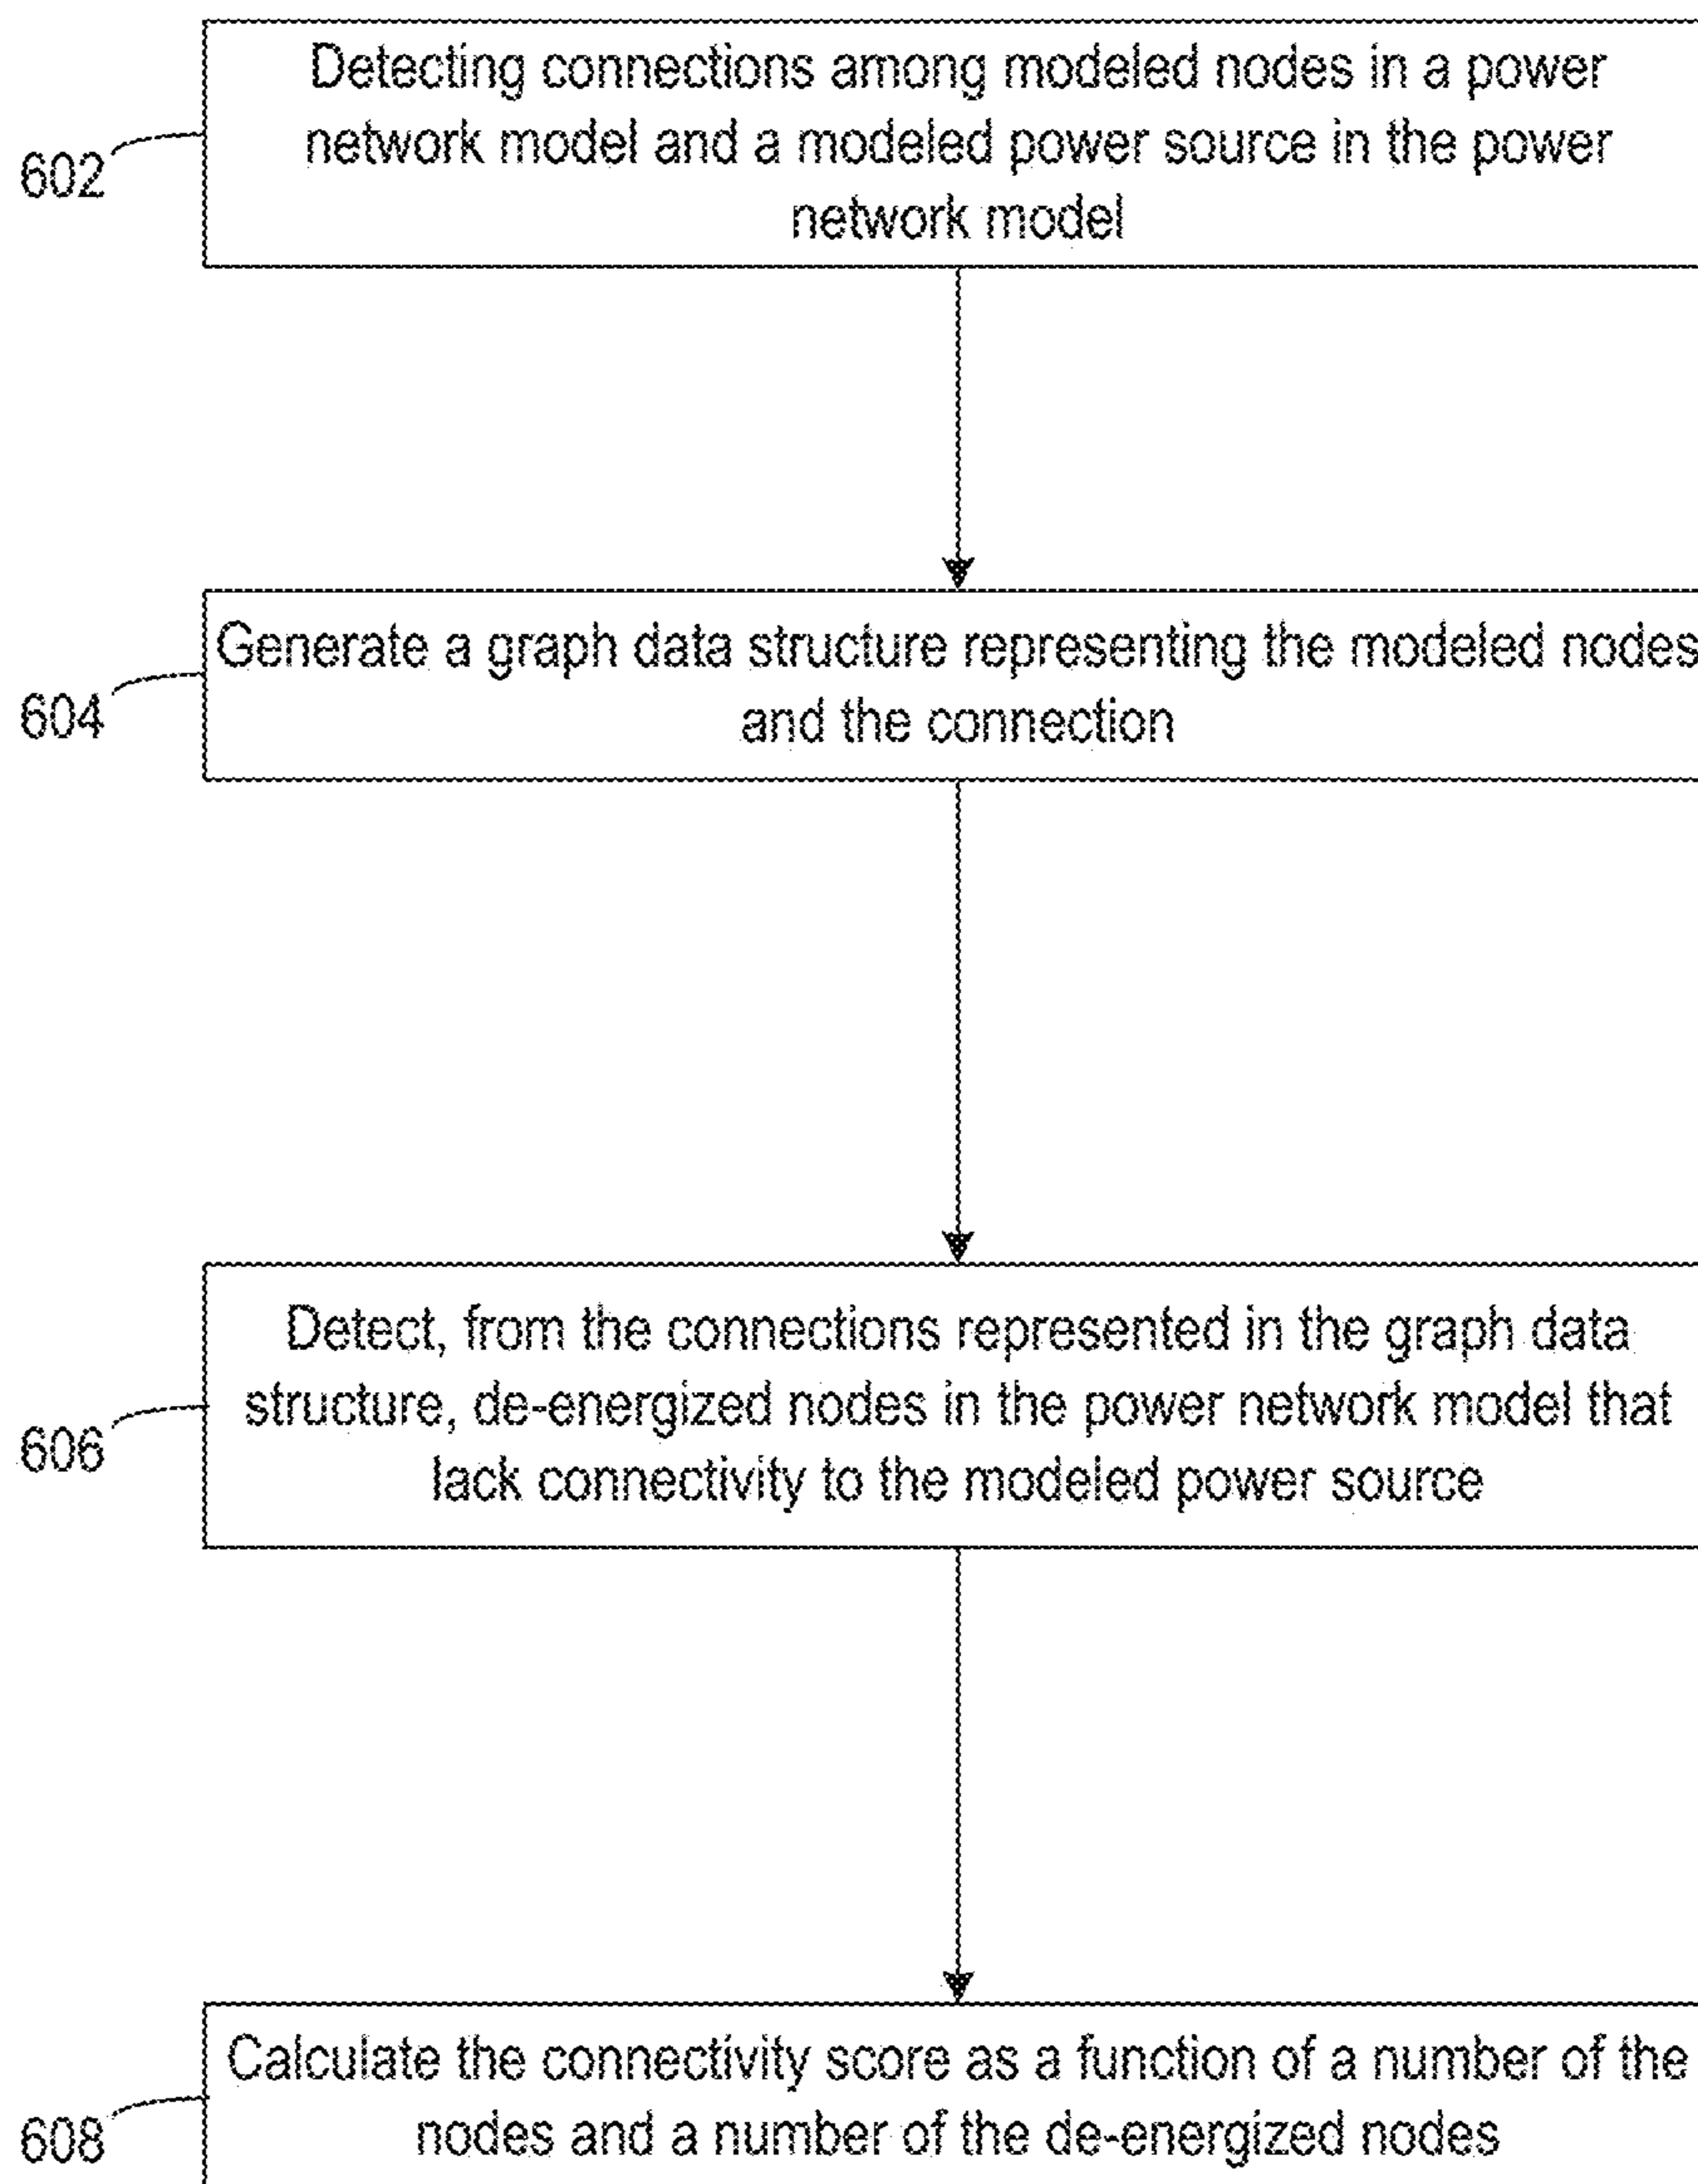 Detecting connections among modeled nodes in a power
network model and a modeled power source in the power
network model
602
Generate a graph data structure representing the modeled nodes
and the connection
604
Detect, from the connections represented in the graph data
structure, de-energized nodes in the power network model that
lack connectivity to the modeled power source
606
Calculate the connectivity score as a function of a number of the
nodes and a number of the de-energized nodes
608